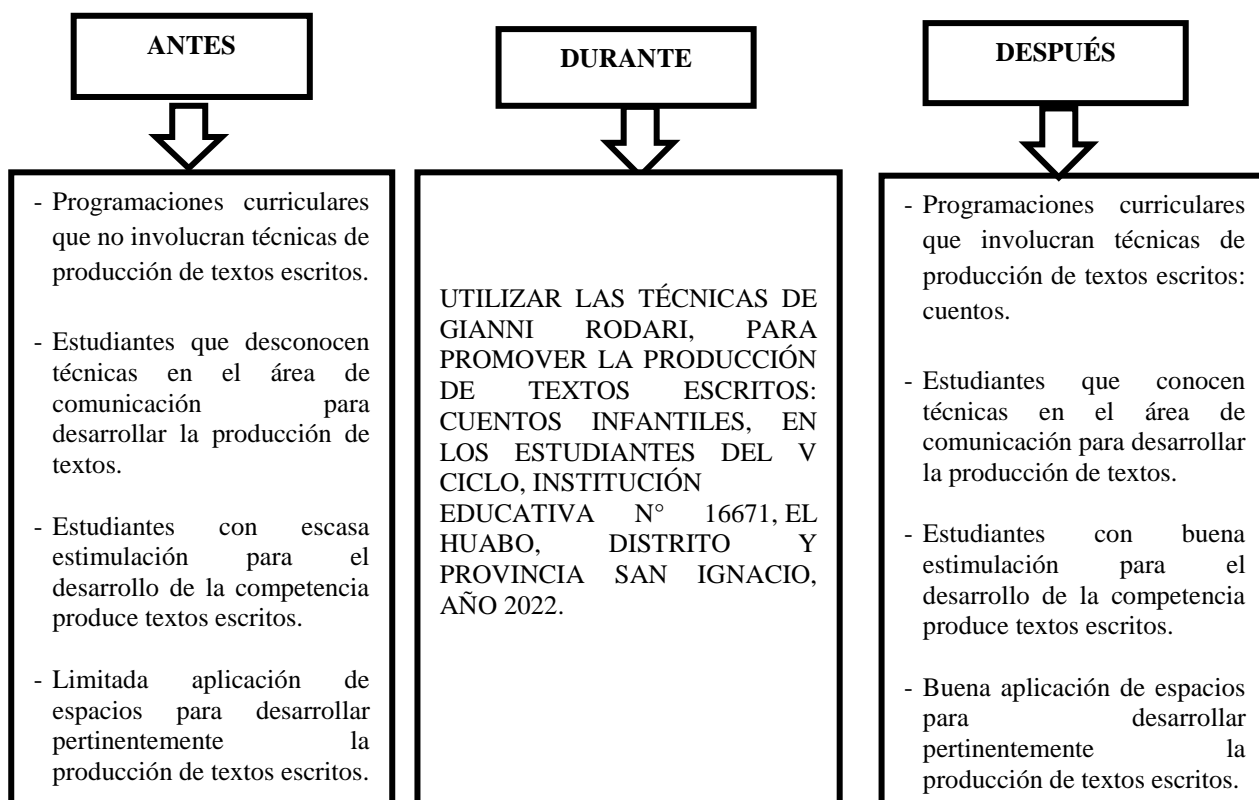 ANTES
- Programaciones curriculares
que no involucran técnicas de
producción de textos escritos.
- Estudiantes que desconocen
técnicas en el área de
comunicación para
desarrollar la producción de
textos.
- Estudiantes con escasa
estimulación para el
desarrollo de la competencia
produce textos escritos.
- Limitada aplicación de
espacios para desarrollar
pertinentemente la
producción de textos escritos.
DURANTE
UTILIZAR LAS TÉCNICAS DE
GIANNI RODARI, PARA
PROMOVER LA PRODUCCIÓN
DE TEXTOS ESCRITOS:
CUENTOS INFANTILES, EN
LOS ESTUDIANTES DEL V
CICLO, INSTITUCIÓN
EDUCATIVA N° 16671, EL
HUABO, DISTRITO Y
PROVINCIA SAN IGNACIO,
AÑO 2022.
DESPUÉS
- Programaciones curriculares
que involucran técnicas de
producción de textos escritos:
cuentos.
- Estudiantes que conocen
técnicas en el área de
comunicación para desarrollar
la producción de textos.
- Estudiantes con buena
estimulación para el
desarrollo de la competencia
produce textos escritos.
- Buena aplicación de espacios
para desarrollar
pertinentemente la
producción de textos escritos.